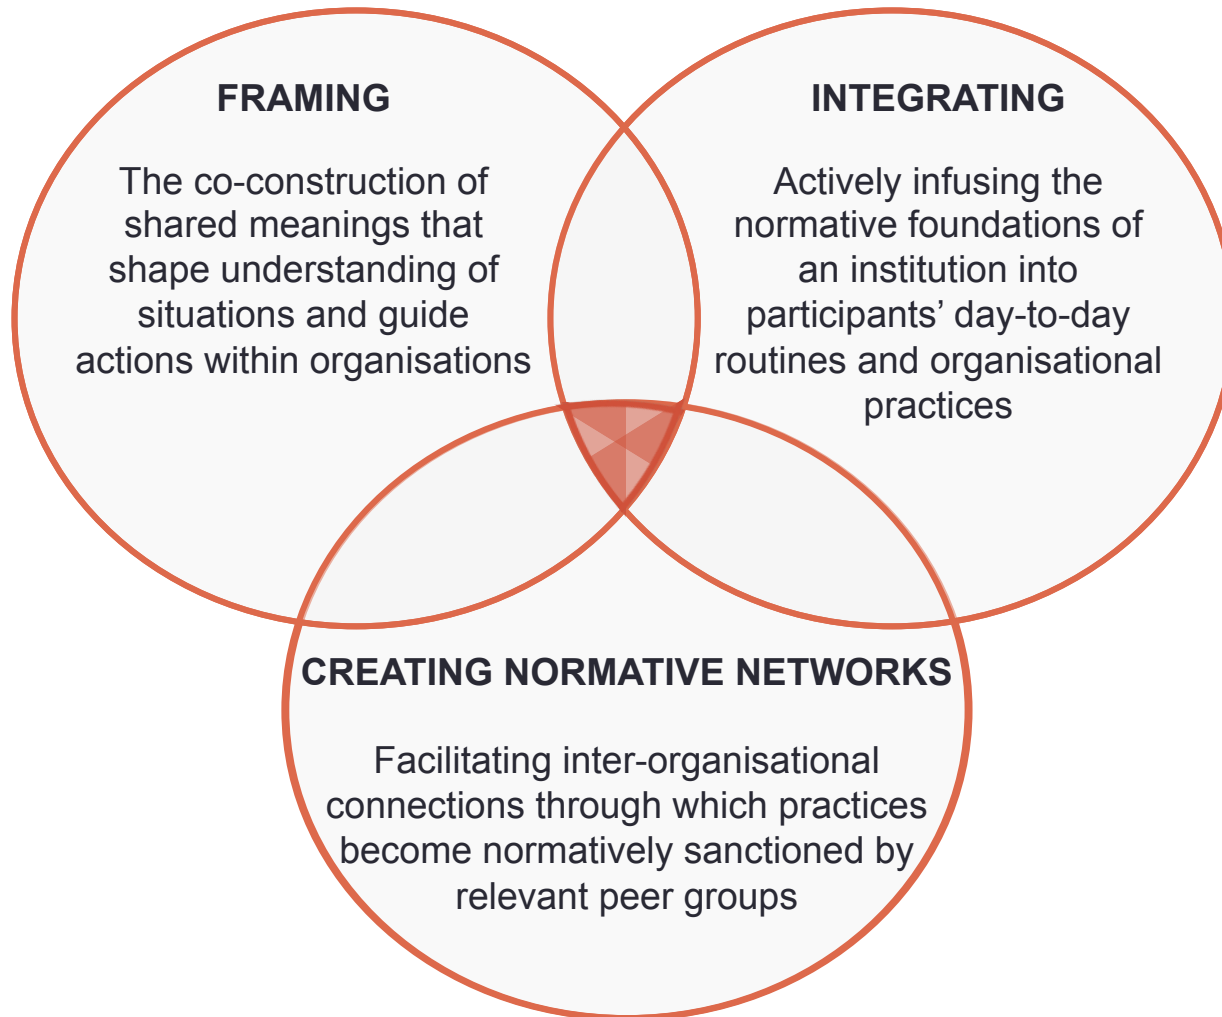 FRAMING
The co-construction of
shared meanings that
shape understanding of
situations and guide
actions within organisations
INTEGRATING
Actively infusing the
normative foundations of
an institution into
participants’ day-to-day
routines and organisational
practices
CREATING NORMATIVE NETWORKS
Facilitating inter-organisational
connections through which practices
become normatively sanctioned by
relevant peer groups